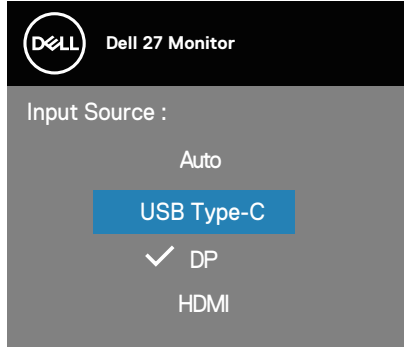 DELL
Dell 27 Monitor
Input Source :
Auto
USB Type-C
DP
HDMI